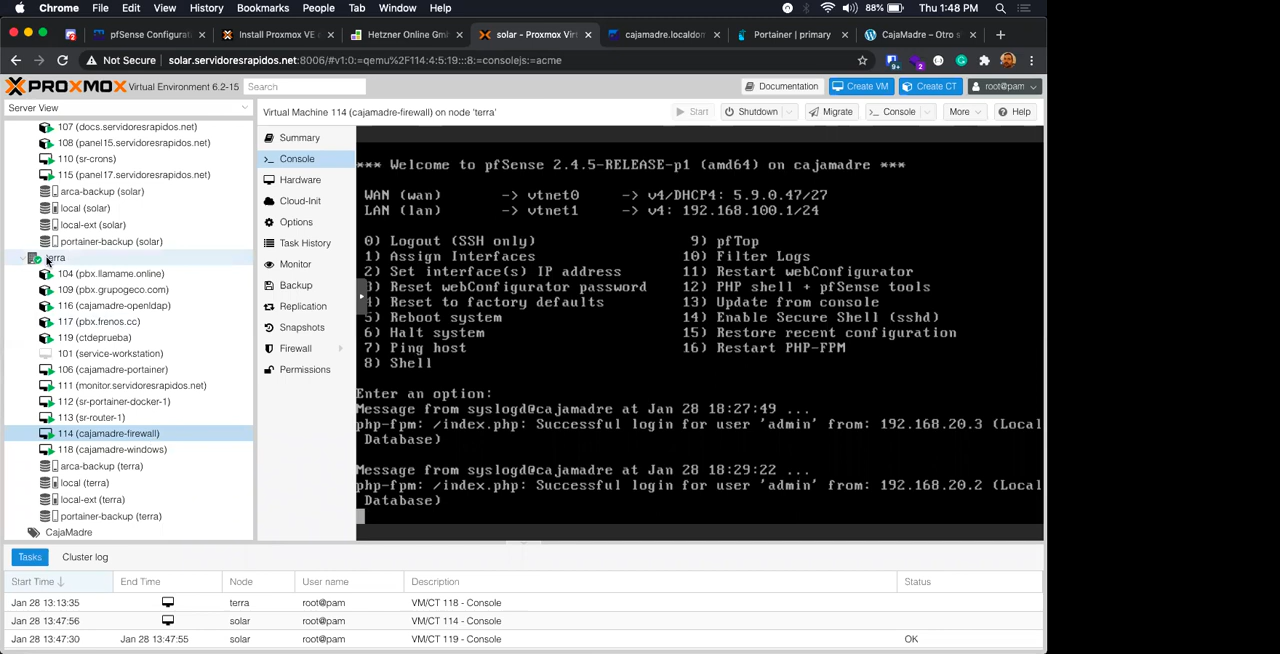 Chrome File Edit View History Bookmarks People Tab Window Help 88% Thu 1:48 PM
pfSense Configurat Install Proxmox VE Hetzner Online Gm solar - Proxmox Vir cajamadre.localdom Portainer | primary CajaMadre – Otro s
Not Secure solar.servidoresrapidos.net:8006/#v1:0:=qemu%2F114:4:5:19:::8:=consolejs:=acme
PROXMOX Virtual Environment 6.2-15 Search Documentation Create VM Create CT root@pam
Server View
Virtual Machine 114 (cajamadre-firewall) on node 'terra' Start Shutdown Migrate Console More Help
107 (docs.servidoresrapidos.net)
108 (panel15.servidoresrapidos.net)
110 (sr-crons)
115 (panel17.servidoresrapidos.net)
arca-backup (solar)
local (solar)
local-ext (solar)
portainer-backup (solar)
terra
104 (pbx.llamame.online)
109 (pbx.grupogeco.com)
116 (cajamadre-openldap)
117 (pbx.frenos.cc)
119 (ctdeprueba)
101 (service-workstation)
106 (cajamadre-portainer)
111 (monitor.servidoresrapidos.net)
112 (sr-portainer-docker-1)
113 (sr-router-1)
114 (cajamadre-firewall)
118 (cajamadre-windows)
arca-backup (terra)
local (terra)
local-ext (terra)
portainer-backup (terra)
CajaMadre
Summary
Console
Hardware
Cloud-Init
Options
Task History
Monitor
Backup
Replication
Snapshots
Firewall
Permissions
*** Welcome to pfSense 2.4.5-RELEASE-p1 (amd64) on cajamadre ***
WAN (wan) -> vtnet0 -> v4/DHCP4: 5.9.0.47/27
LAN (lan) -> vtnet1 -> v4: 192.168.100.1/24
0) Logout (SSH only) 9) pfTop
1) Assign Interfaces 10) Filter Logs
2) Set interface(s) IP address 11) Restart webConfigurator
3) Reset webConfigurator password 12) PHP shell + pfSense tools
4) Reset to factory defaults 13) Update from console
5) Reboot system 14) Enable Secure Shell (sshd)
6) Halt system 15) Restore recent configuration
7) Ping host 16) Restart PHP-FPM
8) Shell
Enter an option:
Message from syslogd@cajamadre at Jan 28 18:27:49 ...
php-fpm: /index.php: Successful login for user 'admin' from: 192.168.20.3 (Local
Database)
Message from syslogd@cajamadre at Jan 28 18:29:22 ...
php-fpm: /index.php: Successful login for user 'admin' from: 192.168.20.2 (Local
Database)
Tasks Cluster log
Start Time End Time Node User name Description Status
Jan 28 13:13:35 terra root@pam VM/CT 118 - Console
Jan 28 13:47:56 solar root@pam VM/CT 114 - Console
Jan 28 13:47:30 Jan 28 13:47:55 solar root@pam VM/CT 119 - Console OK